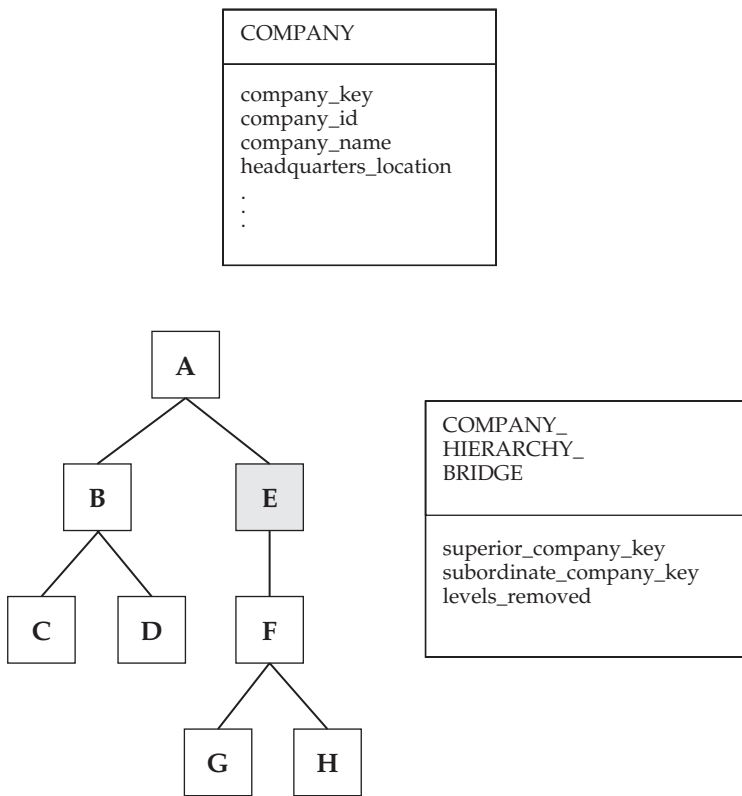 COMPANY
company_key
company_id
company_name
headquarters_location
.
.
.
A
B
E
C
D
F
G
H
COMPANY_
HIERARCHY_
BRIDGE
superior_company_key
subordinate_company_key
levels_removed